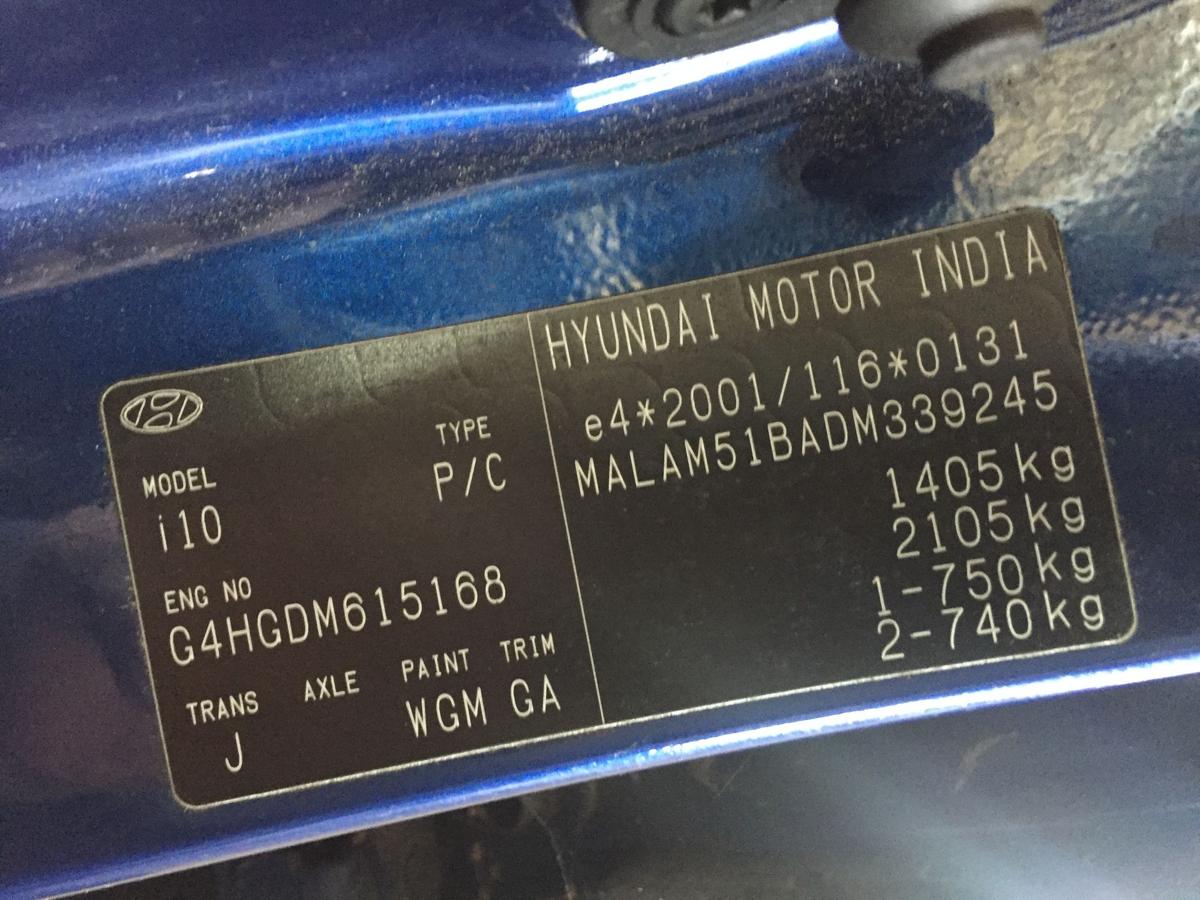 HYUNDAI MOTOR INDIA
e4*2001/116*0131
MALAM51BADM339245
1405kg
2105kg
1-750kg
2-740kg
TYPE
P/C
MODEL
i10
ENG NO
G4HGDM615168
TRANS AXLE PAINT TRIM
J WGM GA